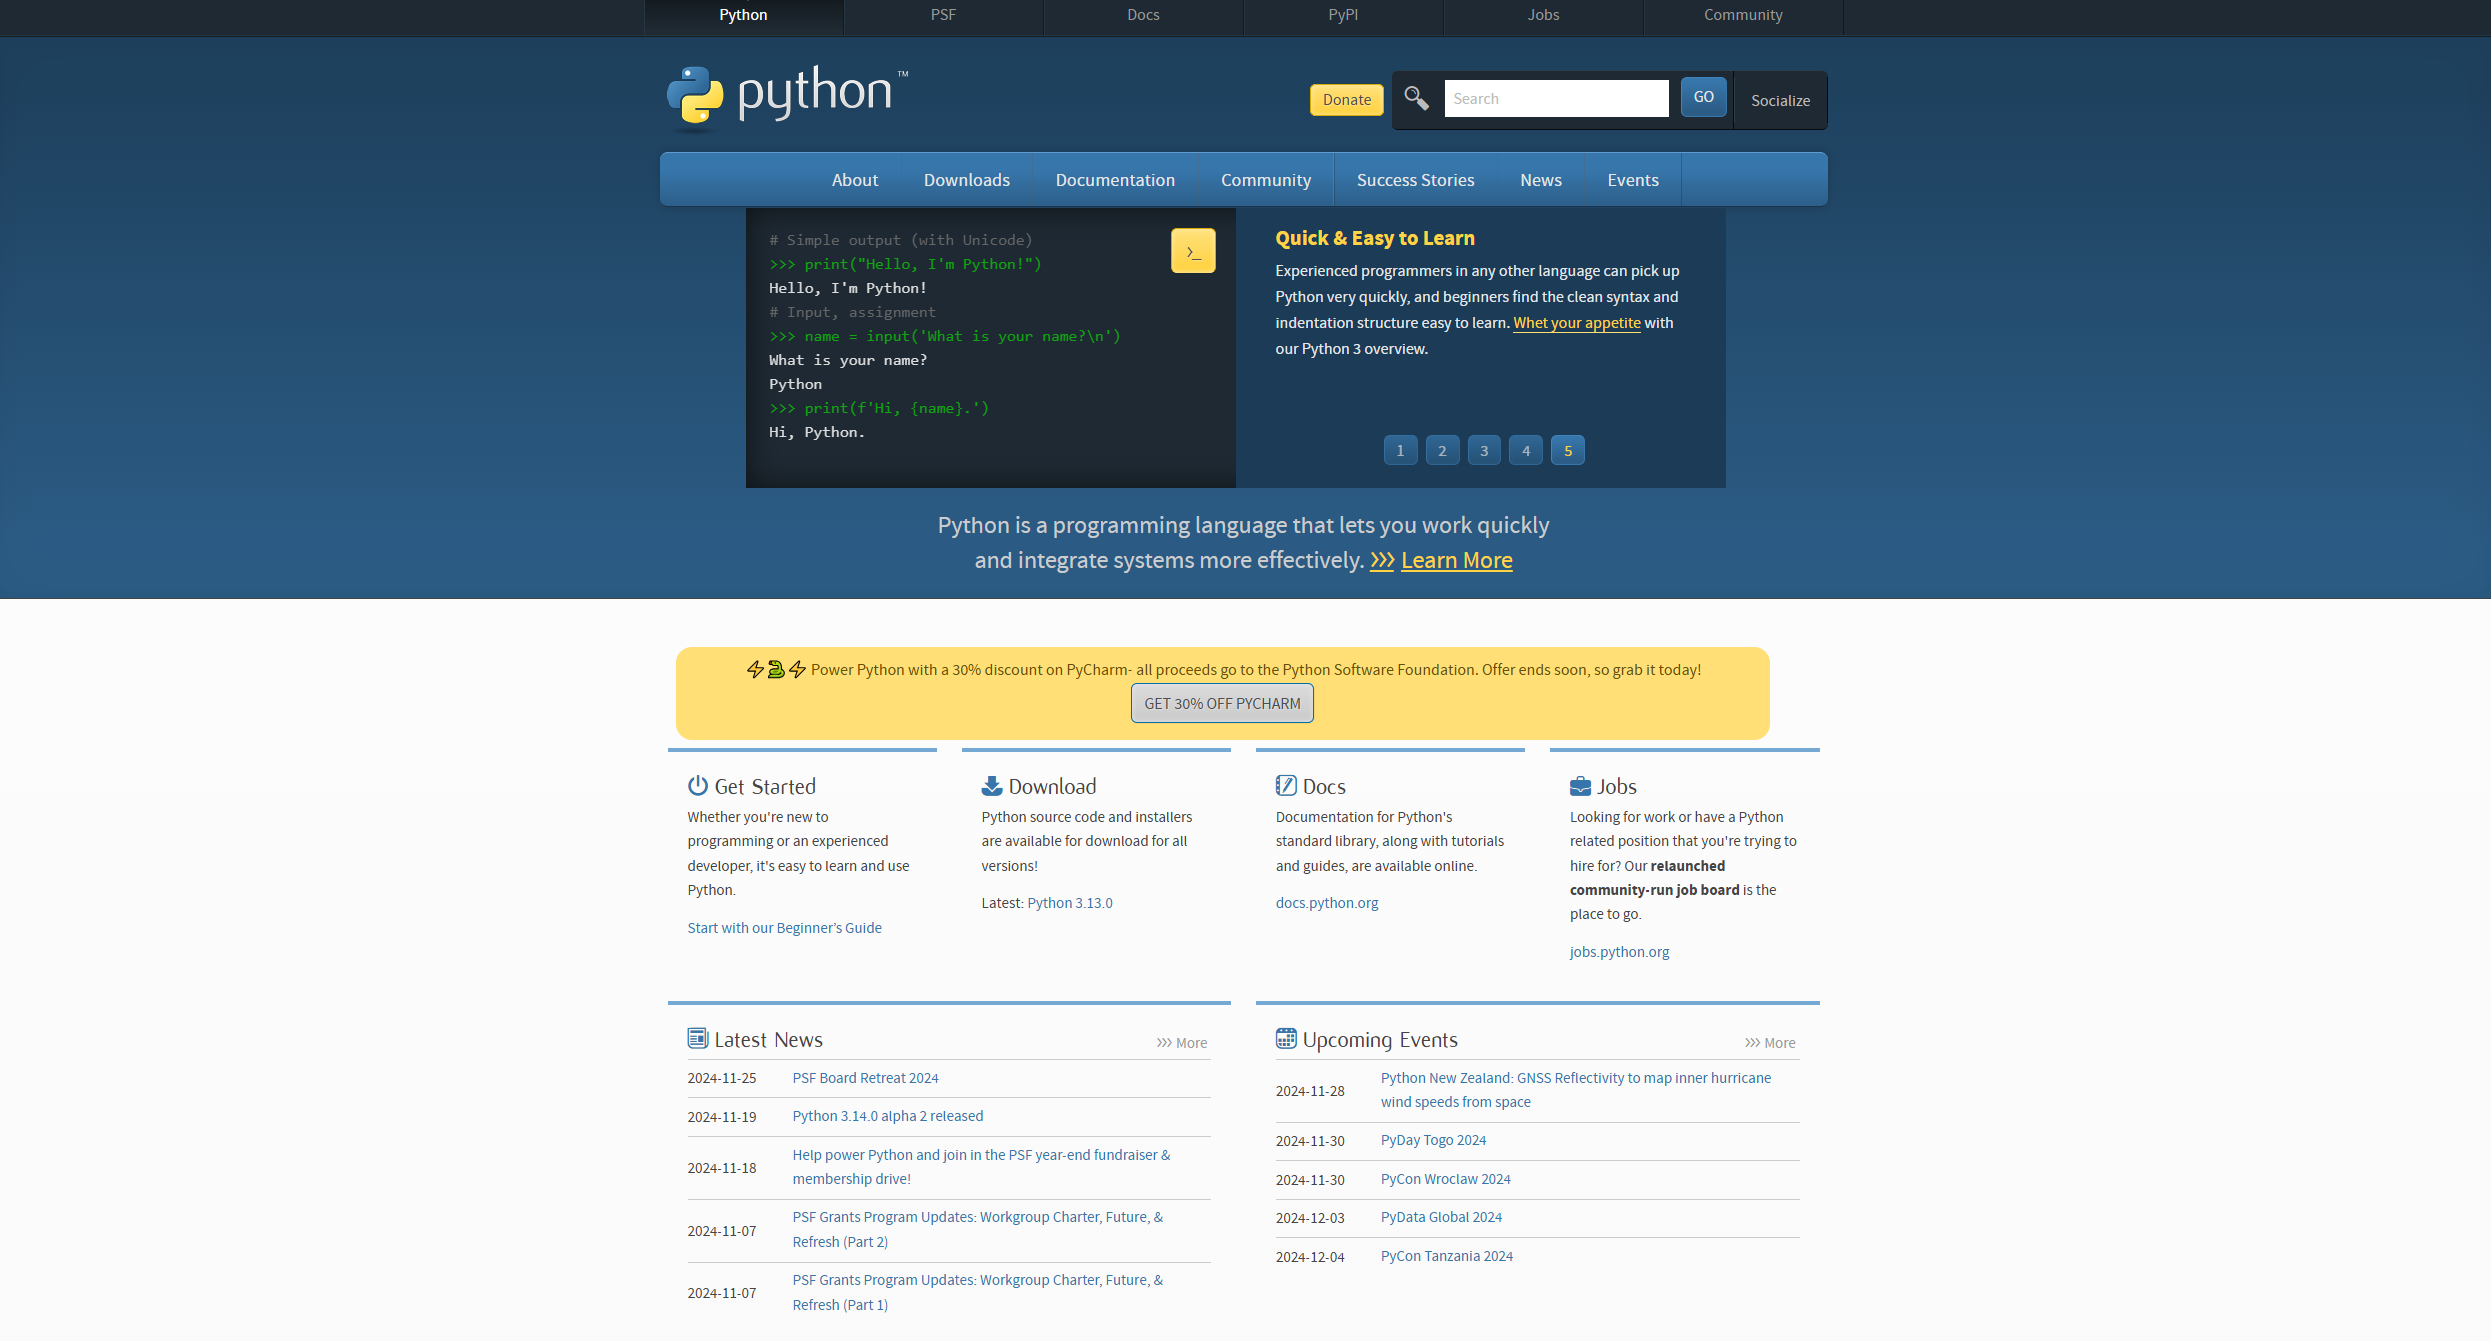 Python
PSF
Docs
PyPI
Jobs
Community
python™
Donate
Search
GO
Socialize
About
Downloads
Documentation
Community
Success Stories
News
Events
# Simple output (with Unicode)
>>> print("Hello, I'm Python!")
Hello, I'm Python!
# Input, assignment
>>> name = input('What is your name?\n')
What is your name?
Python
>>> print(f'Hi, {name}.')
Hi, Python.
>_
Quick & Easy to Learn
Experienced programmers in any other language can pick up
Python very quickly, and beginners find the clean syntax and
indentation structure easy to learn. Whet your appetite with
our Python 3 overview.
1
2
3
4
5
Python is a programming language that lets you work quickly
and integrate systems more effectively. >>> Learn More
⚡🐍⚡ Power Python with a 30% discount on PyCharm- all proceeds go to the Python Software Foundation. Offer ends soon, so grab it today!
GET 30% OFF PYCHARM
Get Started
Whether you're new to
programming or an experienced
developer, it's easy to learn and use
Python.
Start with our Beginner’s Guide
Download
Python source code and installers
are available for download for all
versions!
Latest: Python 3.13.0
Docs
Documentation for Python's
standard library, along with tutorials
and guides, are available online.
docs.python.org
Jobs
Looking for work or have a Python
related position that you're trying to
hire for? Our relaunched
community-run job board is the
place to go.
jobs.python.org
Latest News
>>> More
2024-11-25 PSF Board Retreat 2024
2024-11-19 Python 3.14.0 alpha 2 released
2024-11-18 Help power Python and join in the PSF year-end fundraiser &
membership drive!
2024-11-07 PSF Grants Program Updates: Workgroup Charter, Future, &
Refresh (Part 2)
2024-11-07 PSF Grants Program Updates: Workgroup Charter, Future, &
Refresh (Part 1)
Upcoming Events
>>> More
2024-11-28 Python New Zealand: GNSS Reflectivity to map inner hurricane
wind speeds from space
2024-11-30 PyDay Togo 2024
2024-11-30 PyCon Wroclaw 2024
2024-12-03 PyData Global 2024
2024-12-04 PyCon Tanzania 2024